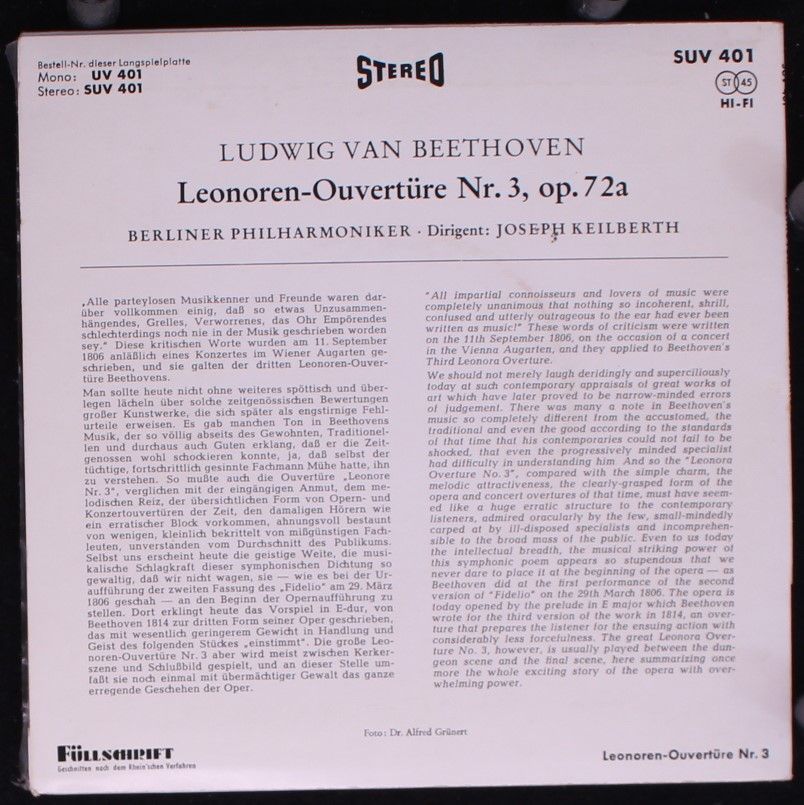 Bestell-Nr. dieser Langspielplatte
Mono: UV 401
Stereo: SUV 401
STEREO
SUV 401
ST 45
HI-FI
LUDWIG VAN BEETHOVEN
Leonoren-Ouvertüre Nr. 3, op. 72a
BERLINER PHILHARMONIKER · Dirigent: JOSEPH KEILBERTH
„Alle parteylosen Musikkenner und Freunde waren dar-
über vollkommen einig, daß so etwas Unzusammen-
hängendes, Grelles, Verworrenes, das Ohr Empörendes
schlechterdings noch nie in der Musik geschrieben worden
sey." Diese kritischen Worte wurden am 11. September
1806 anläßlich eines Konzertes im Wiener Augarten ge-
schrieben, und sie galten der dritten Leonoren-Ouver-
türe Beethovens.
Man sollte heute nicht ohne weiteres spöttisch und über-
legen lächeln über solche zeitgenössischen Bewertungen
großer Kunstwerke, die sich später als engstirnige Fehl-
urteile erweisen. Es gab manchen Ton in Beethovens
Musik, der so völlig abseits des Gewohnten, Traditionel-
len und durchaus auch Guten erklang, daß er die Zeit-
genossen wohl schockieren konnte, ja, daß selbst der
tüchtige, fortschrittlich gesinnte Fachmann Mühe hatte, ihn
zu verstehen. So mußte auch die Ouvertüre „Leonore
Nr. 3", verglichen mit der eingängigen Anmut, dem me-
lodischen Reiz, der übersichtlichen Form von Opern- und
Konzertouvertüren der Zeit, den damaligen Hörern wie
ein erratischer Block vorkommen, ahnungsvoll bestaunt
von wenigen, kleinlich bekrittelt von mißgünstigen Fach-
leuten, unverstanden vom Durchschnitt des Publikums.
Selbst uns erscheint heute die geistige Weite, die musi-
kalische Schlagkraft dieser symphonischen Dichtung so
gewaltig, daß wir nicht wagen, sie — wie es bei der Ur-
aufführung der zweiten Fassung des „Fidelio" am 29. März
1806 geschah — an den Beginn der Opernaufführung zu
stellen. Dort erklingt heute das Vorspiel in E-dur, von
Beethoven 1814 zur dritten Form seiner Oper geschrieben,
das mit wesentlich geringerem Gewicht in Handlung und
Geist des folgenden Stückes „einstimmt". Die große Leo-
noren-Ouvertüre Nr. 3 aber wird meist zwischen Kerker-
szene und Schlußbild gespielt, und an dieser Stelle um-
faßt sie noch einmal mit übermächtiger Gewalt das ganze
erregende Geschehen der Oper.
"All impartial connoisseurs and lovers of music were
completely unanimous that nothing so incoherent, shrill,
confused and utterly outrageous to the ear had ever been
written as music!" These words of criticism were written
on the 11th September 1806, on the occasion of a concert
in the Vienna Augarten, and they applied to Beethoven's
Third Leonora Overture.
We should not merely laugh deridingly and superciliously
today at such contemporary appraisals of great works of
art which have later proved to be narrow-minded errors
of judgement. There was many a note in Beethoven's
music so completely different from the accustomed, the
traditional and even the good according to the standards
of that time that his contemporaries could not fail to be
shocked, that even the progressively minded specialist
had difficulty in understanding him. And so the "Leonora
Overture No. 3", compared with the simple charm, the
melodic attractiveness, the clearly-grasped form of the
opera and concert overtures of that time, must have seem-
ed like a huge erratic structure to the contemporary
listeners, admired oracularly by the few, small-mindedly
carped at by ill-disposed specialists and incomprehen-
sible to the broad mass of the public. Even to us today
the intellectual breadth, the musical striking power of
this symphonic poem appears so stupendous that we
never dare to place it at the beginning of the opera — as
Beethoven did at the first performance of the second
version of "Fidelio" on the 29th March 1806. The opera is
today opened by the prelude in E major which Beethoven
wrote for the third version of the work in 1814, an over-
ture that prepares the listener for the ensuing action with
considerably less forcefulness. The great Leonora Over-
ture No. 3, however, is usually played between the dun-
geon scene and the final scene, here summarizing once
more the whole exciting story of the opera with over-
whelming power.
Foto: Dr. Alfred Grünert
FÜLLSCHRIFT
Geschnitten nach dem Rhein'schen Verfahren
Leonoren-Ouvertüre Nr. 3